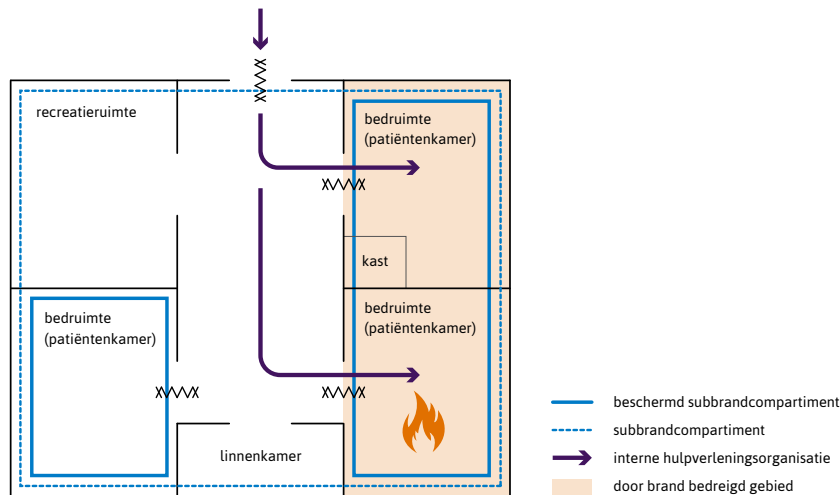 recreatieruimte
bedruimte
(patiëntenkamer)
kast
bedruimte
(patiëntenkamer)
bedruimte
(patiëntenkamer)
linnenkamer
beschermd subbrandcompartiment
subbrandcompartiment
interne hulpverleningsorganisatie
door brand bedreigd gebied